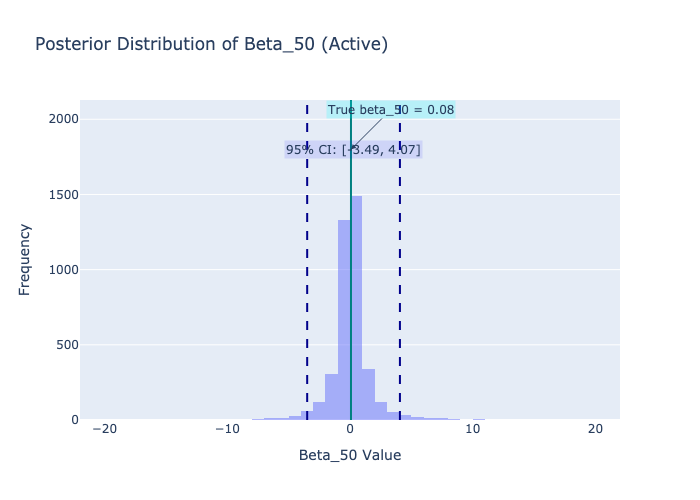 Posterior Distribution of Beta_50 (Active)
True beta_50 = 0.08
95% CI: [-3.49, 4.07]
Frequency
2000
1500
1000
500
0
−20
−10
0
10
20
Beta_50 Value